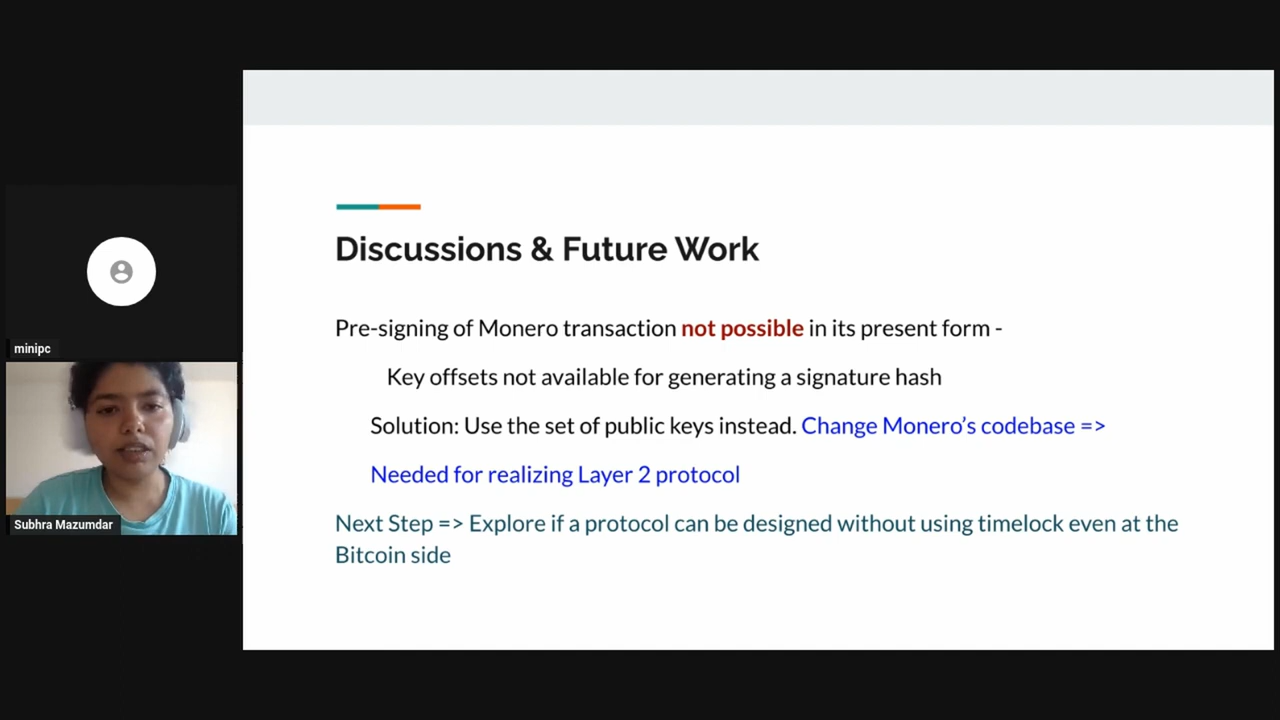 Discussions & Future Work
Pre-signing of Monero transaction not possible in its present form -
Key offsets not available for generating a signature hash
Solution: Use the set of public keys instead. Change Monero's codebase =>
Needed for realizing Layer 2 protocol
Next Step => Explore if a protocol can be designed without using timelock even at the
Bitcoin side
minipc
Subhra Mazumdar